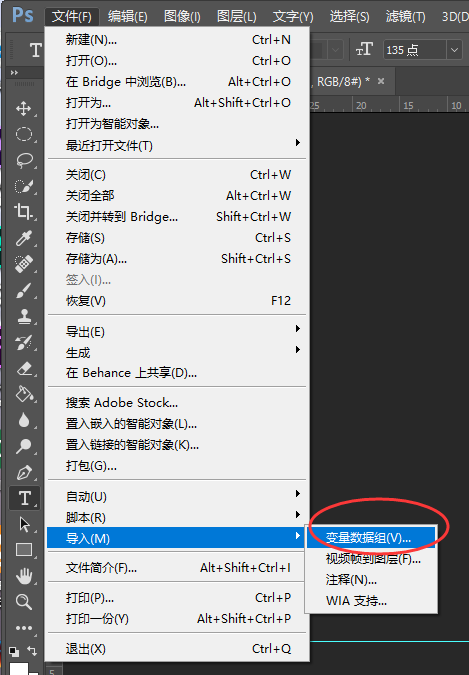 Ps 文件(F) 编辑(E) 图像(I) 图层(L) 文字(Y) 选择(S) 滤镜(T) 3D(D
T T 135 点
, RGB/8#) * ×
25 20 15 10
新建(N)... Ctrl+N
打开(O)... Ctrl+O
在 Bridge 中浏览(B)... Alt+Ctrl+O
打开为... Alt+Shift+Ctrl+O
打开为智能对象...
最近打开文件(T)
关闭(C) Ctrl+W
关闭全部 Alt+Ctrl+W
关闭并转到 Bridge... Shift+Ctrl+W
存储(S) Ctrl+S
存储为(A)... Shift+Ctrl+S
签入(I)...
恢复(V) F12
导出(E)
生成
在 Behance 上共享(D)...
搜索 Adobe Stock...
置入嵌入的智能对象(L)...
置入链接的智能对象(K)...
打包(G)...
自动(U)
脚本(R)
导入(M)
变量数据组(V)...
视频帧到图层(F)...
注释(N)...
WIA 支持...
文件简介(F)... Alt+Shift+Ctrl+I
打印(P)... Ctrl+P
打印一份(Y) Alt+Shift+Ctrl+P
退出(X) Ctrl+Q
T
5